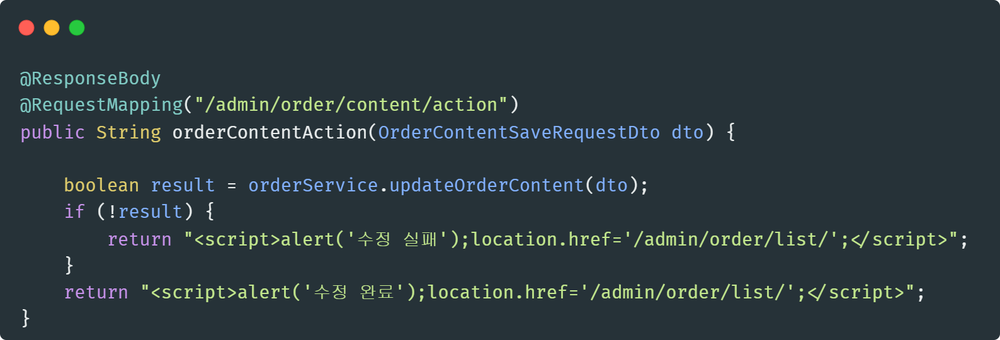 @ResponseBody
@RequestMapping("/admin/order/content/action")
public String orderContentAction(OrderContentSaveRequestDto dto) {
boolean result = orderService.updateOrderContent(dto);
if (!result) {
return "<script>alert('수정 실패');location.href='/admin/order/list/';</script>";
}
return "<script>alert('수정 완료');location.href='/admin/order/list/';</script>";
}